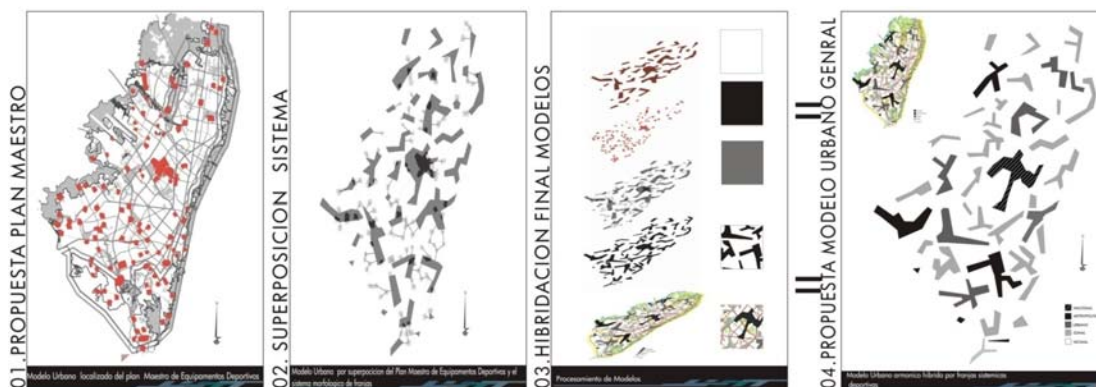 01.PROPUESTA PLAN MAESTRO
Modelo Urbano localizado del plan Maestro de Equipamentos Deportivos
02. SUPERPOSICION SISTEMA
Modelo Urbano por superpocicion del Plan Maestro de Equipamentos Deportivos y el
sistema morfologico de franjas
03.HIBRIDACION FINAL MODELOS
Procesamiento de Modelos
04.PROPUESTA MODELO URBANO GENRAL
Modelo Urbano armonico hibrido por franjas sistemicas
deportivas